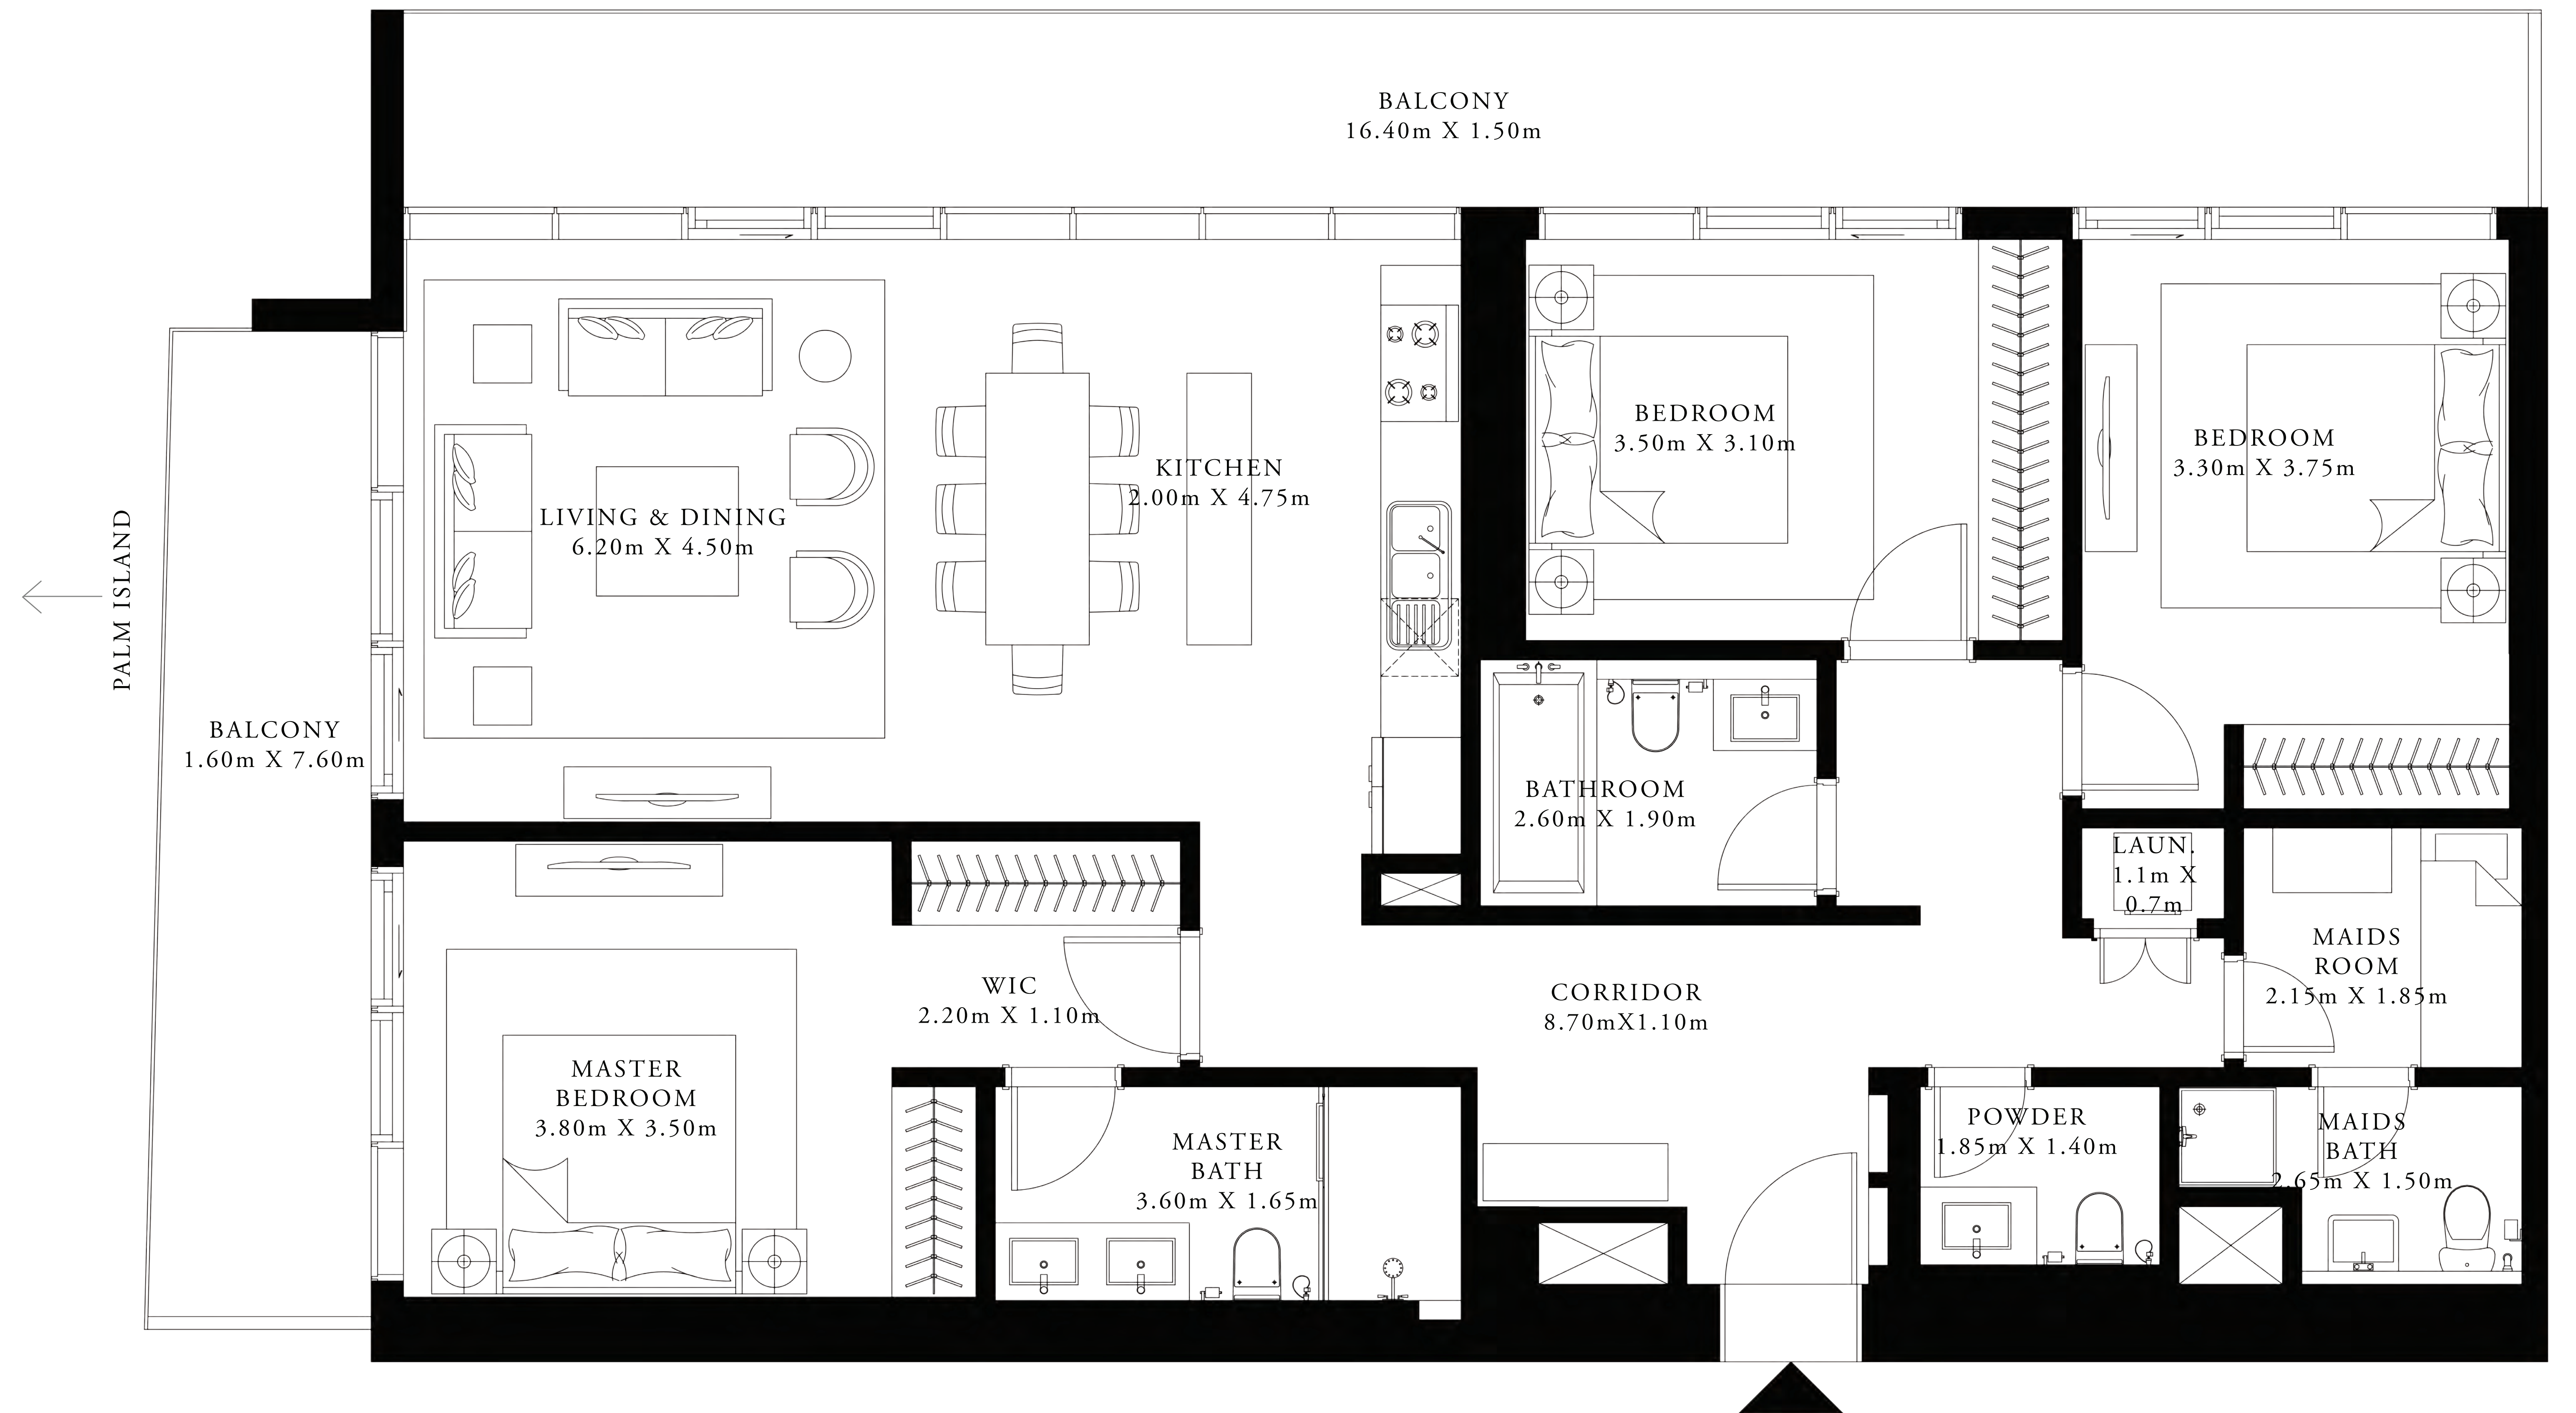 BALCONY
16.40m X 1.50m
BEDROOM
3.50m X 3.10m
BEDROOM
3.30m X 3.75m
KITCHEN
2.00m X 4.75m
LIVING & DINING
6.20m X 4.50m
PALM ISLAND
BALCONY
1.60m X 7.60m
BATHROOM
2.60m X 1.90m
LAUN.
1.1m X
0.7m
MAIDS
ROOM
2.15m X 1.85m
WIC
2.20m X 1.10m
CORRIDOR
8.70mX1.10m
MASTER
BEDROOM
3.80m X 3.50m
MASTER
BATH
3.60m X 1.65m
POWDER
1.85m X 1.40m
MAIDS
BATH
2.65m X 1.50m